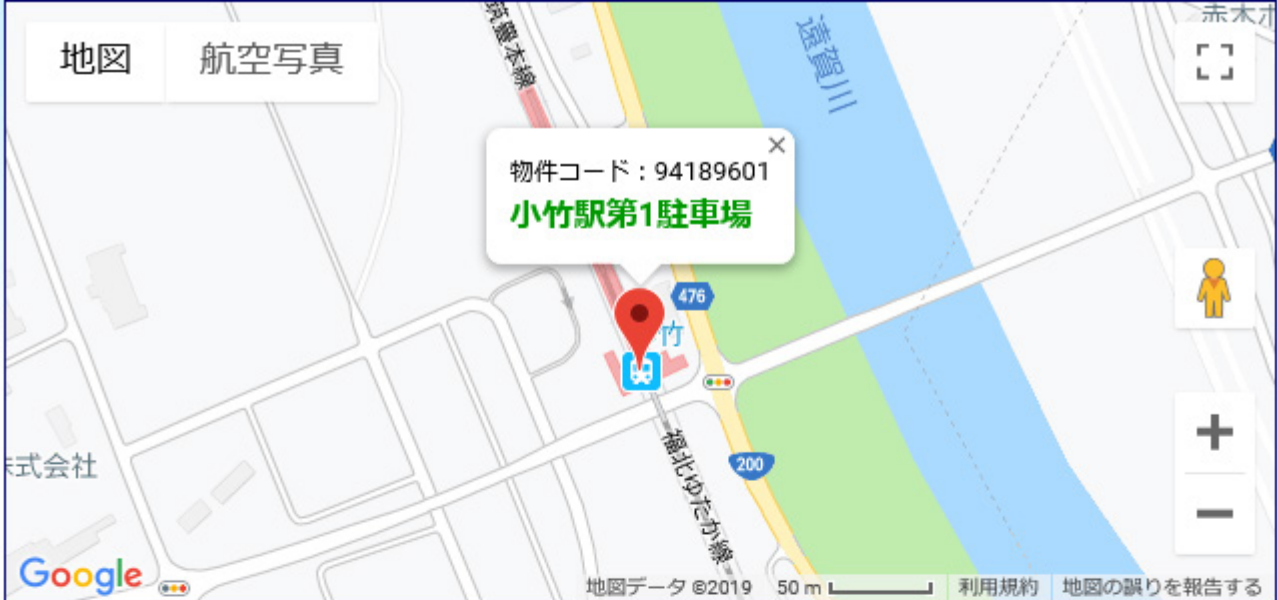 地図
航空写真
筑豊本線
遠賀川
赤木ボ
物件コード：94189601
×
小竹駅第1駐車場
476
竹
200
福北ゆたか線
株式会社
Google
地図データ ©2019
50 m
利用規約
地図の誤りを報告する